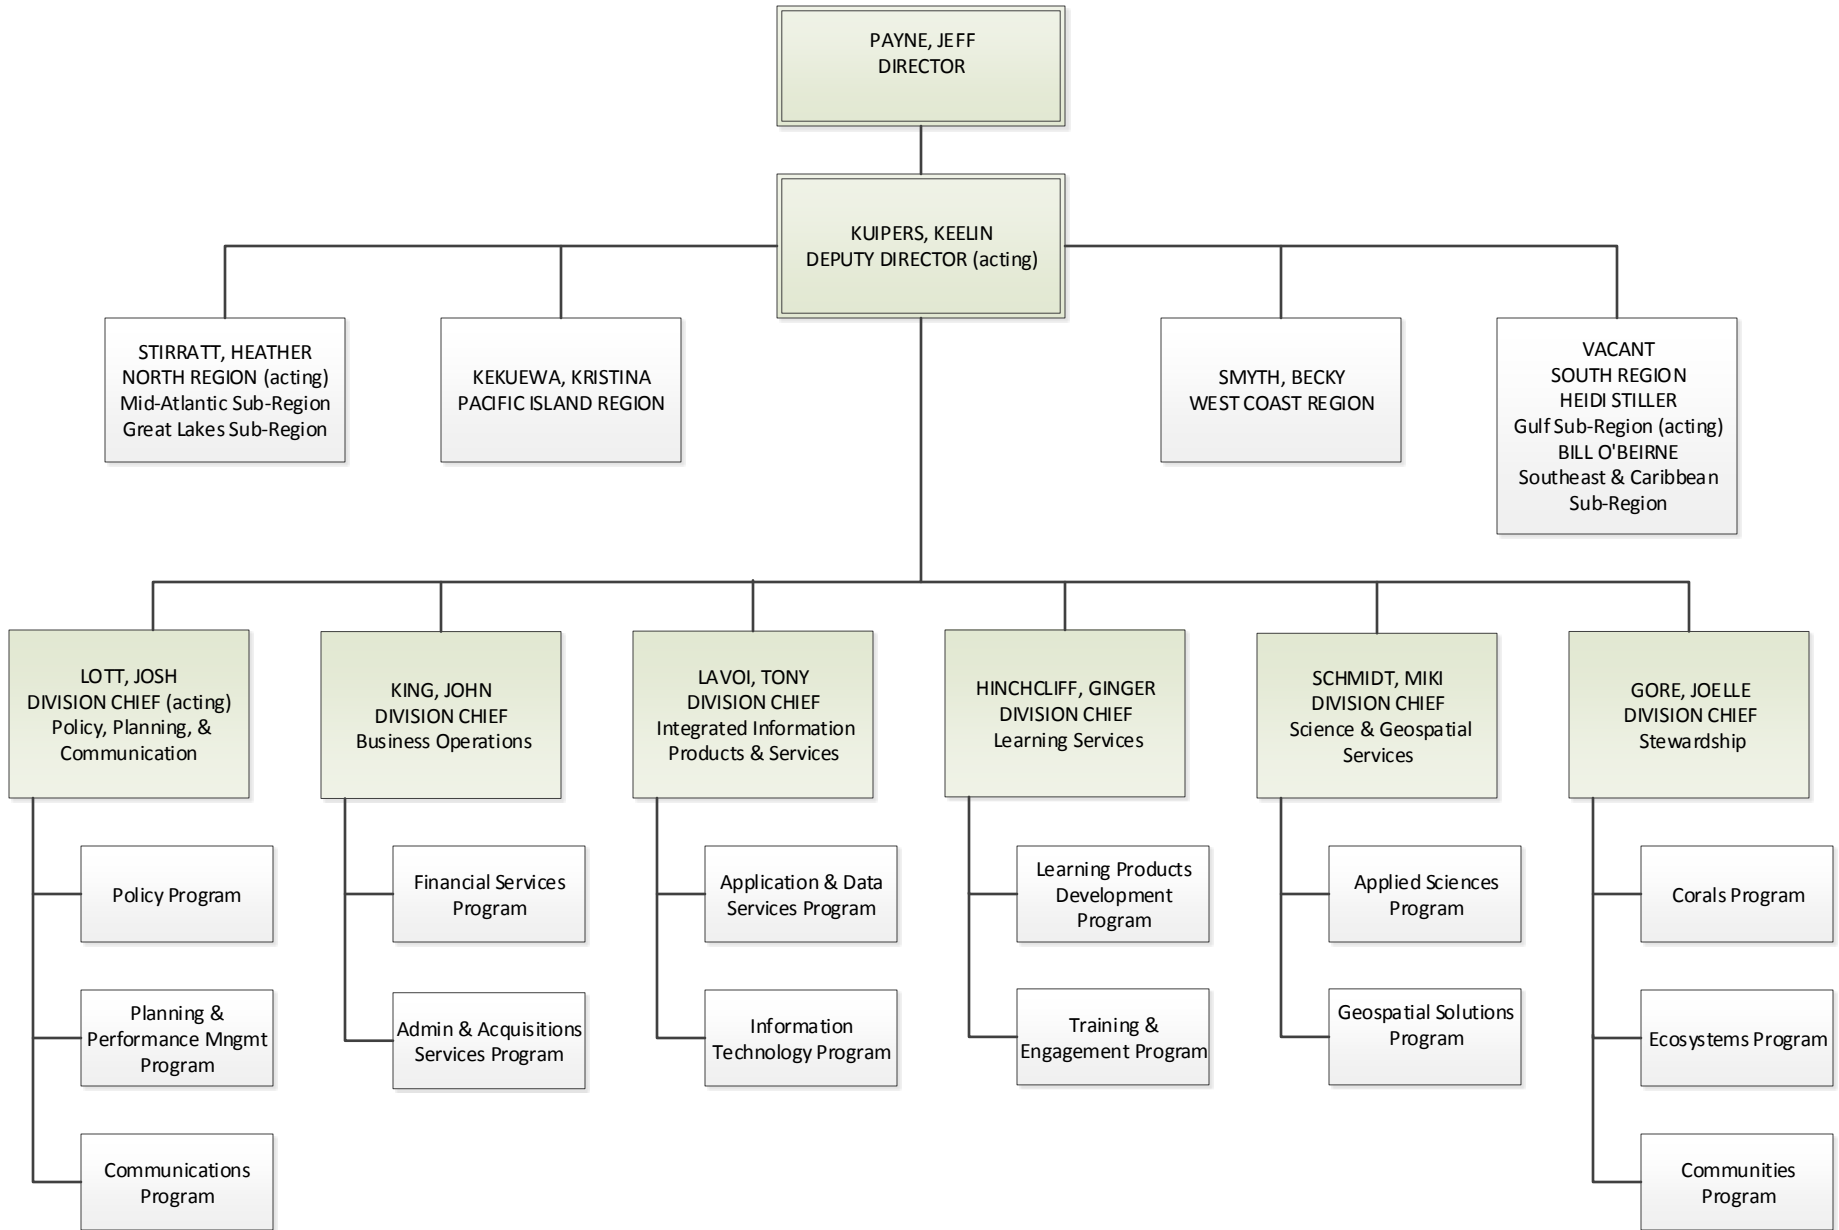 PAYNE, JEFF
DIRECTOR
KUIPERS, KEELIN
DEPUTY DIRECTOR (acting)
STIRRATT, HEATHER
NORTH REGION (acting)
Mid-Atlantic Sub-Region
Great Lakes Sub-Region
KEKUEWA, KRISTINA
PACIFIC ISLAND REGION
SMYTH, BECKY
WEST COAST REGION
VACANT
SOUTH REGION
HEIDI STILLER
Gulf Sub-Region (acting)
BILL O'BEIRNE
Southeast & Caribbean
Sub-Region
LOTT, JOSH
DIVISION CHIEF (acting)
Policy, Planning, &
Communication
KING, JOHN
DIVISION CHIEF
Business Operations
LAVOI, TONY
DIVISION CHIEF
Integrated Information
Products & Services
HINCHCLIFF, GINGER
DIVISION CHIEF
Learning Services
SCHMIDT, MIKI
DIVISION CHIEF
Science & Geospatial
Services
GORE, JOELLE
DIVISION CHIEF
Stewardship
Policy Program
Planning &
Performance Mngmt
Program
Communications
Program
Financial Services
Program
Admin & Acquisitions
Services Program
Application & Data
Services Program
Information
Technology Program
Learning Products
Development
Program
Training &
Engagement Program
Applied Sciences
Program
Geospatial Solutions
Program
Corals Program
Ecosystems Program
Communities
Program